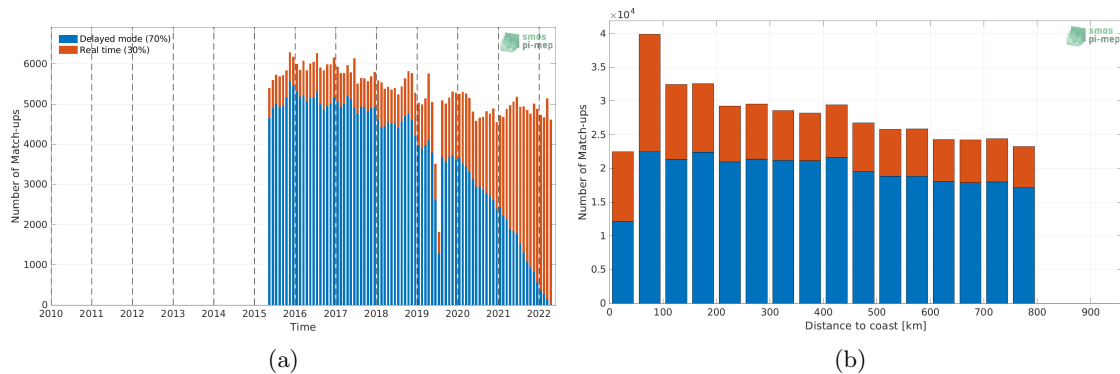 Delayed mode (70%)
Real time (30%)
smos
pi-mep
Number of Match-ups
6000
5000
4000
3000
2000
1000
0
2010 2011 2012 2013 2014 2015 2016 2017 2018 2019 2020 2021 2022
Time
(a)
×10⁴
smos
pi-mep
Number of Match-ups
4
3.5
3
2.5
2
1.5
1
0.5
0
0 100 200 300 400 500 600 700 800 900
Distance to coast [km]
(b)